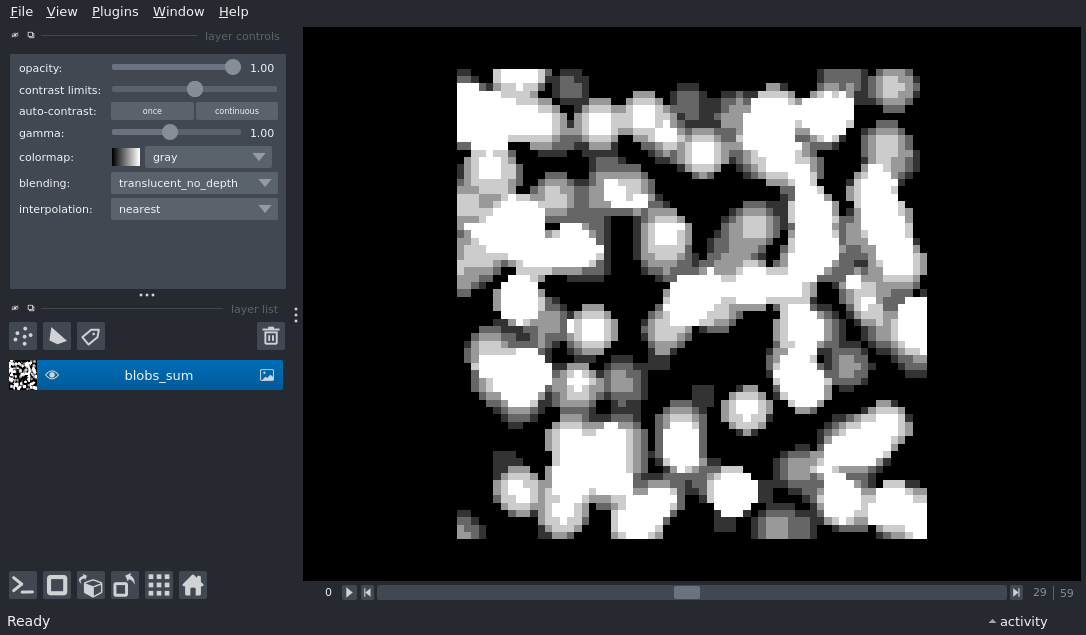 File View Plugins Window Help
layer controls
opacity: 1.00
contrast limits:
auto-contrast: once continuous
gamma: 1.00
colormap: gray
blending: translucent_no_depth
interpolation: nearest
layer list
blobs_sum
0 29 59
Ready activity